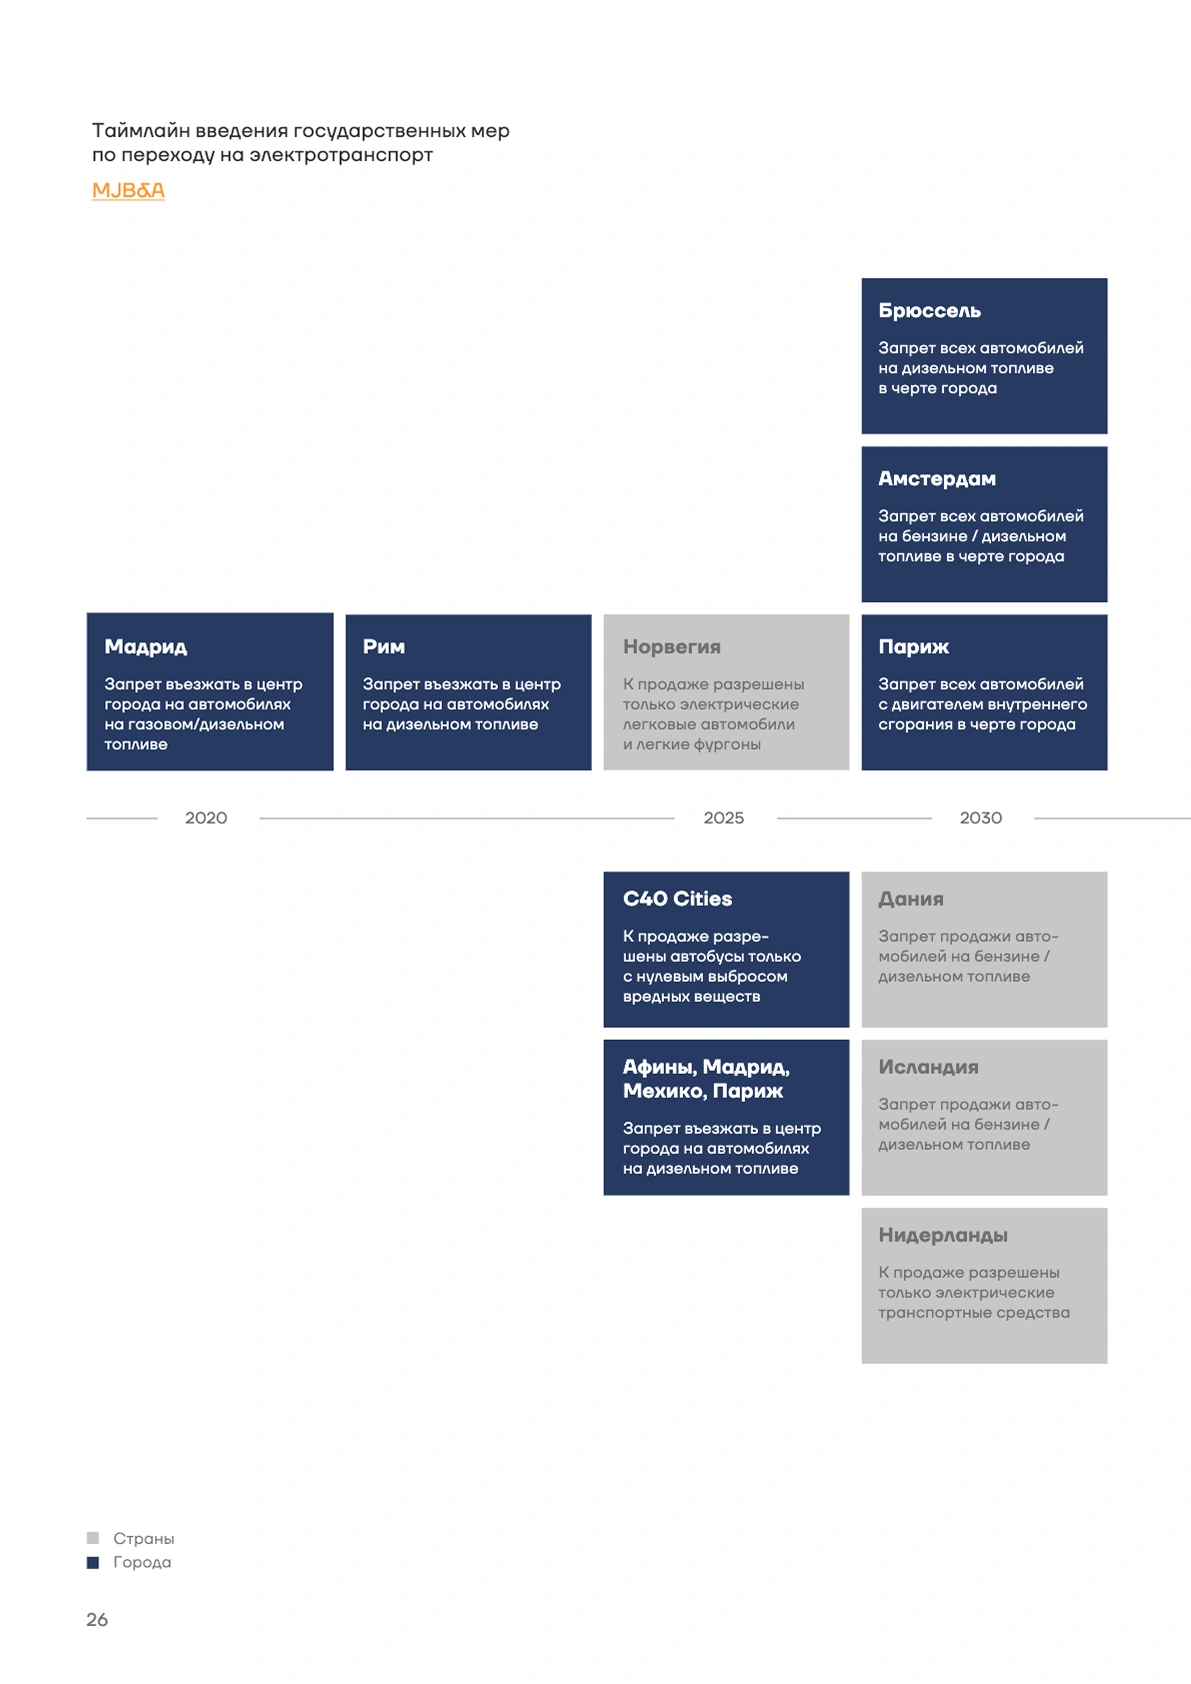 Таймлайн введения государственных мер
по переходу на электротранспорт
MJB&A
Брюссель
Запрет всех автомобилей
на дизельном топливе
в черте города
Амстердам
Запрет всех автомобилей
на бензине / дизельном
топливе в черте города
Мадрид
Запрет въезжать в центр
города на автомобилях
на газовом/дизельном
топливе
Рим
Запрет въезжать в центр
города на автомобилях
на дизельном топливе
Норвегия
К продаже разрешены
только электрические
легковые автомобили
и легкие фургоны
Париж
Запрет всех автомобилей
с двигателем внутреннего
сгорания в черте города
2020
2025
2030
C40 Cities
К продаже разре-
шены автобусы только
с нулевым выбросом
вредных веществ
Дания
Запрет продажи авто-
мобилей на бензине /
дизельном топливе
Афины, Мадрид,
Мехико, Париж
Запрет въезжать в центр
города на автомобилях
на дизельном топливе
Исландия
Запрет продажи авто-
мобилей на бензине /
дизельном топливе
Нидерланды
К продаже разрешены
только электрические
транспортные средства
Страны
Города
26